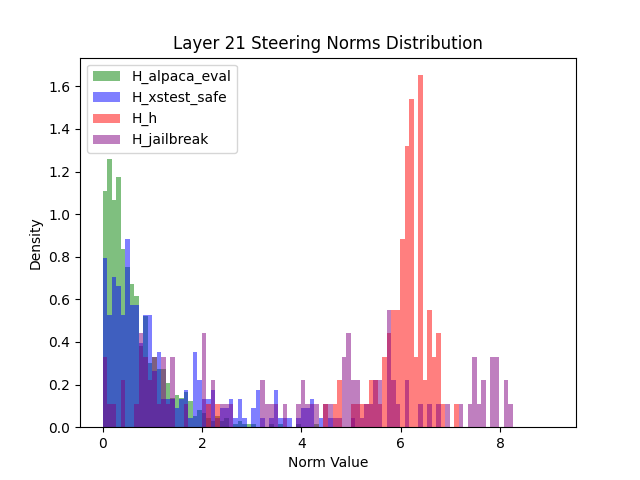 Layer 21 Steering Norms Distribution
H_alpaca_eval
H_xstest_safe
H_h
H_jailbreak
Density
1.6
1.4
1.2
1.0
0.8
0.6
0.4
0.2
0.0
0
2
4
6
8
Norm Value